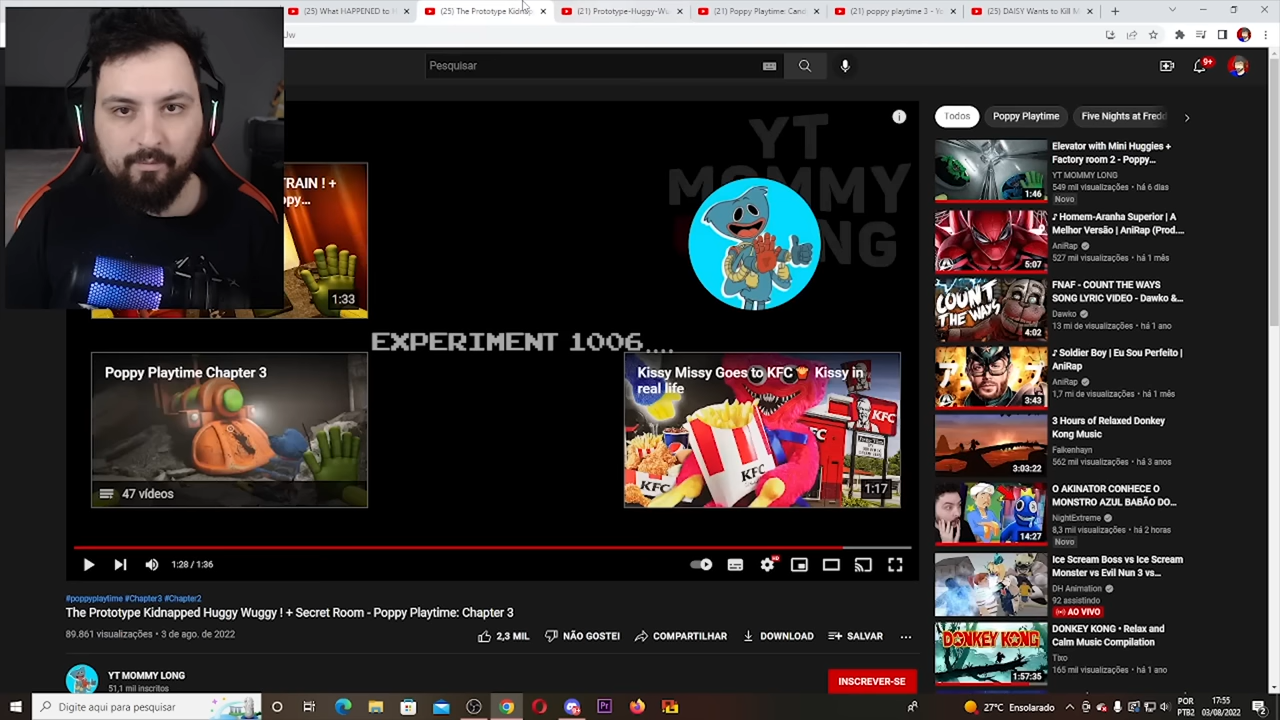 (25) What HAPPENED to
(25) The Prototype Kidna
(21) Prototype-Huggy-Wu
(25) Poppy Playtime: Can
(21) poppy playtime 3 - Yo
(25) DAISY Wants to Kill M
Pesquisar
9+
YT
MOMMY
TRAIN ! +
1:33
EXPERIMENT 1006....
Poppy Playtime Chapter 3
47 vídeos
Kissy Missy Goes to KFC Kissy in
real life
KFC
1:17
1:28 / 1:36
#poppyplaytime #Chapter3 #Chapter2
The Prototype Kidnapped Huggy Wuggy ! + Secret Room - Poppy Playtime: Chapter 3
89.861 visualizações • 3 de ago. de 2022
2,3 MIL
NÃO GOSTEI
COMPARTILHAR
DOWNLOAD
SALVAR
YT MOMMY LONG
51,1 mil inscritos
INSCREVER-SE
Todos
Poppy Playtime
Five Nights at Fredd
Elevator with Mini Huggies +
Factory room 2 - Poppy...
YT MOMMY LONG
549 mil visualizações • há 6 dias
Novo
1:46
♪ Homem-Aranha Superior | A
Melhor Versão | AniRap (Prod....
AniRap
527 mil visualizações • há 1 mês
5:07
FNAF - COUNT THE WAYS
SONG LYRIC VIDEO - Dawko &...
Dawko
13 mi de visualizações • há 1 ano
COUNT
THE WAYS
4:02
♪ Soldier Boy | Eu Sou Perfeito |
AniRap
AniRap
1,7 mi de visualizações • há 1 mês
3:43
3 Hours of Relaxed Donkey
Kong Music
Falkenhayn
562 mil visualizações • há 3 anos
3:03:22
O AKINATOR CONHECE O
MONSTRO AZUL BABÃO DO...
NightExtreme
8,3 mil visualizações • há 2 horas
Novo
14:27
Ice Scream Boss vs Ice Scream
Monster vs Evil Nun 3 vs...
DH Animation
92 assistindo
AO VIVO
DONKEY KONG • Relax and
Calm Music Compilation
Tixo
165 mil visualizações • há 1 ano
DONKEY KONG
1:57:35
Digite aqui para pesquisar
27°C Ensolarado
POR
PTB2
17:55
03/08/2022
2